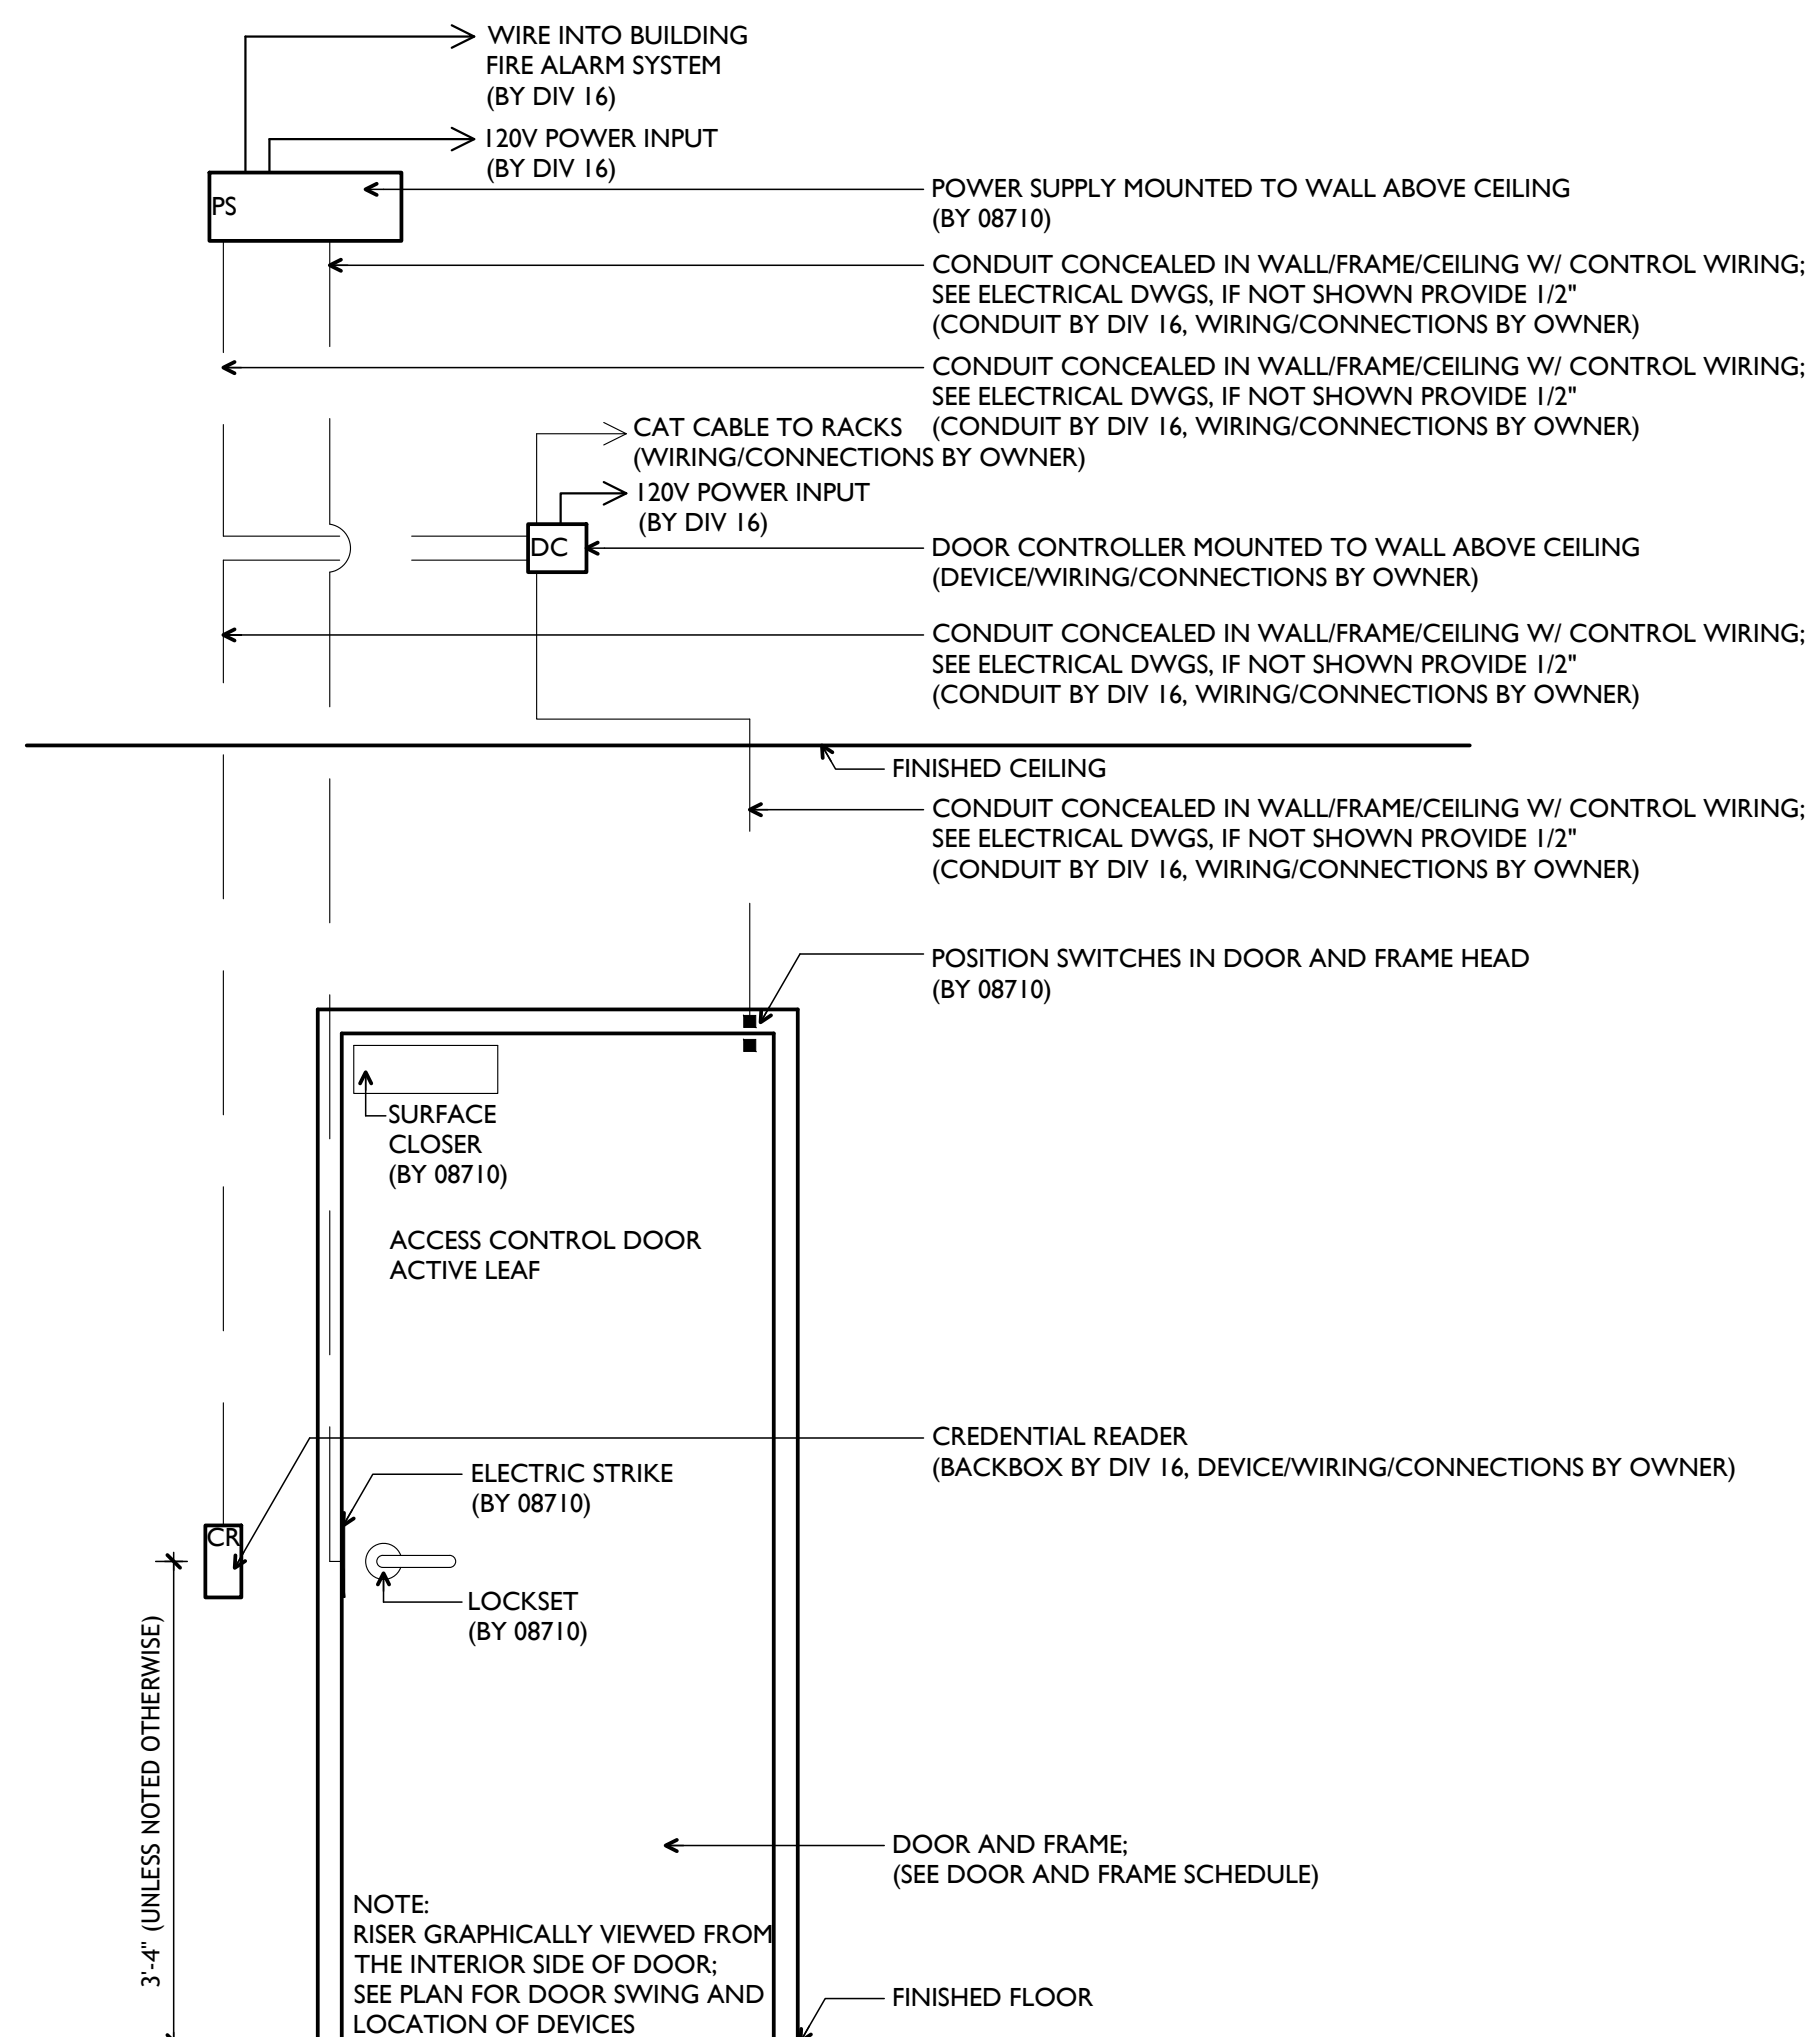 WIRE INTO BUILDING
FIRE ALARM SYSTEM
(BY DIV 16)
120V POWER INPUT
(BY DIV 16)
PS
POWER SUPPLY MOUNTED TO WALL ABOVE CEILING
(BY 08710)
CONDUIT CONCEALED IN WALL/FRAME/CEILING W/ CONTROL WIRING;
SEE ELECTRICAL DWGS, IF NOT SHOWN PROVIDE 1/2"
(CONDUIT BY DIV 16, WIRING/CONNECTIONS BY OWNER)
CONDUIT CONCEALED IN WALL/FRAME/CEILING W/ CONTROL WIRING;
SEE ELECTRICAL DWGS, IF NOT SHOWN PROVIDE 1/2"
(CONDUIT BY DIV 16, WIRING/CONNECTIONS BY OWNER)
CAT CABLE TO RACKS
(WIRING/CONNECTIONS BY OWNER)
120V POWER INPUT
(BY DIV 16)
DC
DOOR CONTROLLER MOUNTED TO WALL ABOVE CEILING
(DEVICE/WIRING/CONNECTIONS BY OWNER)
CONDUIT CONCEALED IN WALL/FRAME/CEILING W/ CONTROL WIRING;
SEE ELECTRICAL DWGS, IF NOT SHOWN PROVIDE 1/2"
(CONDUIT BY DIV 16, WIRING/CONNECTIONS BY OWNER)
FINISHED CEILING
CONDUIT CONCEALED IN WALL/FRAME/CEILING W/ CONTROL WIRING;
SEE ELECTRICAL DWGS, IF NOT SHOWN PROVIDE 1/2"
(CONDUIT BY DIV 16, WIRING/CONNECTIONS BY OWNER)
POSITION SWITCHES IN DOOR AND FRAME HEAD
(BY 08710)
SURFACE
CLOSER
(BY 08710)
ACCESS CONTROL DOOR
ACTIVE LEAF
CREDENTIAL READER
(BACKBOX BY DIV 16, DEVICE/WIRING/CONNECTIONS BY OWNER)
ELECTRIC STRIKE
(BY 08710)
CR
LOCKSET
(BY 08710)
3'-4" (UNLESS NOTED OTHERWISE)
DOOR AND FRAME;
(SEE DOOR AND FRAME SCHEDULE)
NOTE:
RISER GRAPHICALLY VIEWED FROM
THE INTERIOR SIDE OF DOOR;
SEE PLAN FOR DOOR SWING AND
LOCATION OF DEVICES
FINISHED FLOOR